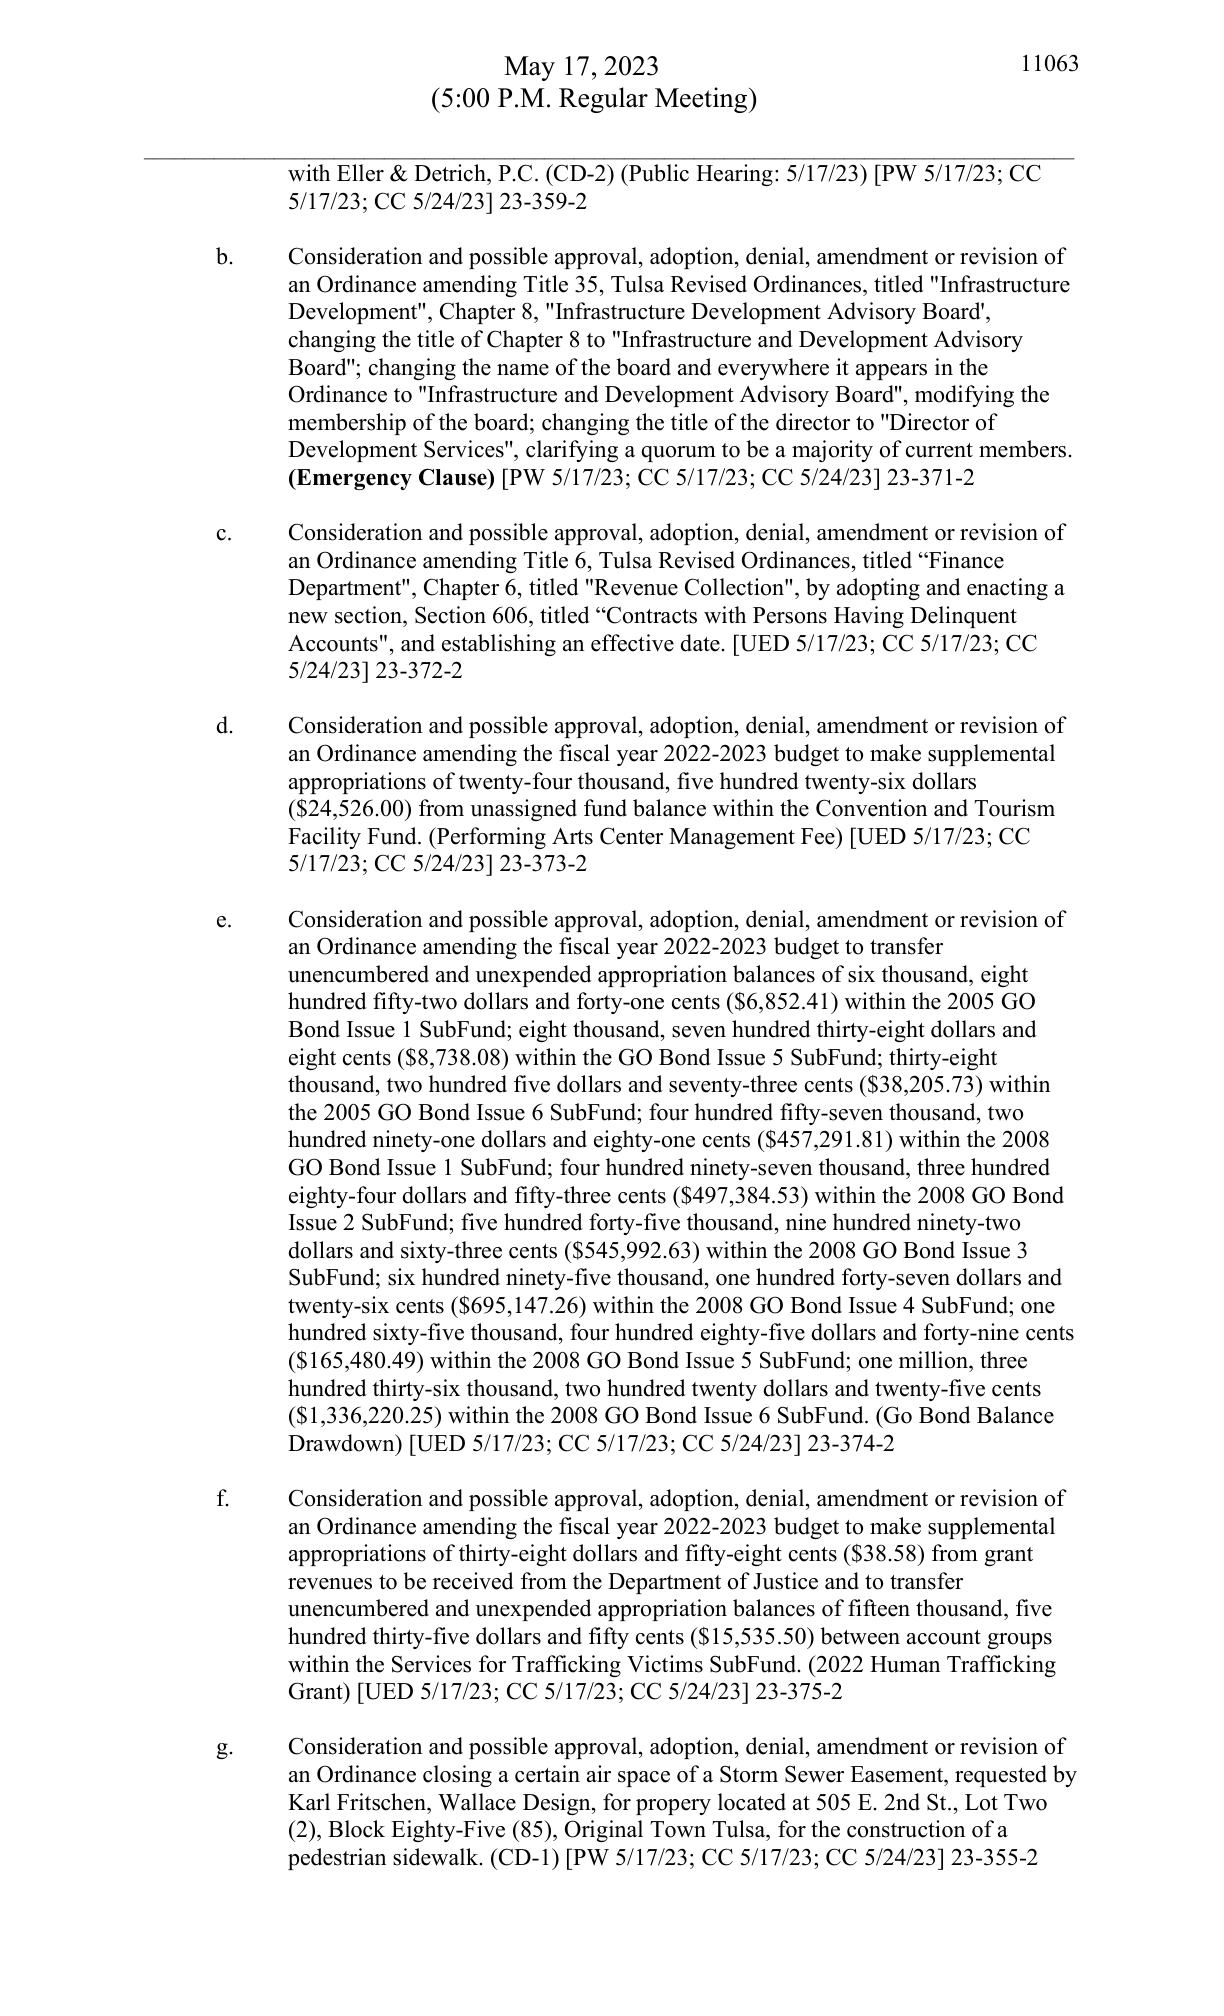 May 17, 2023
11063
(5:00 P.M. Regular Meeting)
with Eller & Detrich, P.C. (CD-2) (Public Hearing: 5/17/23) [PW 5/17/23; CC
5/17/23; CC 5/24/23] 23-359-2
b. Consideration and possible approval, adoption, denial, amendment or revision of
an Ordinance amending Title 35, Tulsa Revised Ordinances, titled "Infrastructure
Development", Chapter 8, "Infrastructure Development Advisory Board',
changing the title of Chapter 8 to "Infrastructure and Development Advisory
Board"; changing the name of the board and everywhere it appears in the
Ordinance to "Infrastructure and Development Advisory Board", modifying the
membership of the board; changing the title of the director to "Director of
Development Services", clarifying a quorum to be a majority of current members.
(Emergency Clause) [PW 5/17/23; CC 5/17/23; CC 5/24/23] 23-371-2
c. Consideration and possible approval, adoption, denial, amendment or revision of
an Ordinance amending Title 6, Tulsa Revised Ordinances, titled “Finance
Department", Chapter 6, titled "Revenue Collection", by adopting and enacting a
new section, Section 606, titled “Contracts with Persons Having Delinquent
Accounts", and establishing an effective date. [UED 5/17/23; CC 5/17/23; CC
5/24/23] 23-372-2
d. Consideration and possible approval, adoption, denial, amendment or revision of
an Ordinance amending the fiscal year 2022-2023 budget to make supplemental
appropriations of twenty-four thousand, five hundred twenty-six dollars
($24,526.00) from unassigned fund balance within the Convention and Tourism
Facility Fund. (Performing Arts Center Management Fee) [UED 5/17/23; CC
5/17/23; CC 5/24/23] 23-373-2
e. Consideration and possible approval, adoption, denial, amendment or revision of
an Ordinance amending the fiscal year 2022-2023 budget to transfer
unencumbered and unexpended appropriation balances of six thousand, eight
hundred fifty-two dollars and forty-one cents ($6,852.41) within the 2005 GO
Bond Issue 1 SubFund; eight thousand, seven hundred thirty-eight dollars and
eight cents ($8,738.08) within the GO Bond Issue 5 SubFund; thirty-eight
thousand, two hundred five dollars and seventy-three cents ($38,205.73) within
the 2005 GO Bond Issue 6 SubFund; four hundred fifty-seven thousand, two
hundred ninety-one dollars and eighty-one cents ($457,291.81) within the 2008
GO Bond Issue 1 SubFund; four hundred ninety-seven thousand, three hundred
eighty-four dollars and fifty-three cents ($497,384.53) within the 2008 GO Bond
Issue 2 SubFund; five hundred forty-five thousand, nine hundred ninety-two
dollars and sixty-three cents ($545,992.63) within the 2008 GO Bond Issue 3
SubFund; six hundred ninety-five thousand, one hundred forty-seven dollars and
twenty-six cents ($695,147.26) within the 2008 GO Bond Issue 4 SubFund; one
hundred sixty-five thousand, four hundred eighty-five dollars and forty-nine cents
($165,480.49) within the 2008 GO Bond Issue 5 SubFund; one million, three
hundred thirty-six thousand, two hundred twenty dollars and twenty-five cents
($1,336,220.25) within the 2008 GO Bond Issue 6 SubFund. (Go Bond Balance
Drawdown) [UED 5/17/23; CC 5/17/23; CC 5/24/23] 23-374-2
f. Consideration and possible approval, adoption, denial, amendment or revision of
an Ordinance amending the fiscal year 2022-2023 budget to make supplemental
appropriations of thirty-eight dollars and fifty-eight cents ($38.58) from grant
revenues to be received from the Department of Justice and to transfer
unencumbered and unexpended appropriation balances of fifteen thousand, five
hundred thirty-five dollars and fifty cents ($15,535.50) between account groups
within the Services for Trafficking Victims SubFund. (2022 Human Trafficking
Grant) [UED 5/17/23; CC 5/17/23; CC 5/24/23] 23-375-2
g. Consideration and possible approval, adoption, denial, amendment or revision of
an Ordinance closing a certain air space of a Storm Sewer Easement, requested by
Karl Fritschen, Wallace Design, for propery located at 505 E. 2nd St., Lot Two
(2), Block Eighty-Five (85), Original Town Tulsa, for the construction of a
pedestrian sidewalk. (CD-1) [PW 5/17/23; CC 5/17/23; CC 5/24/23] 23-355-2